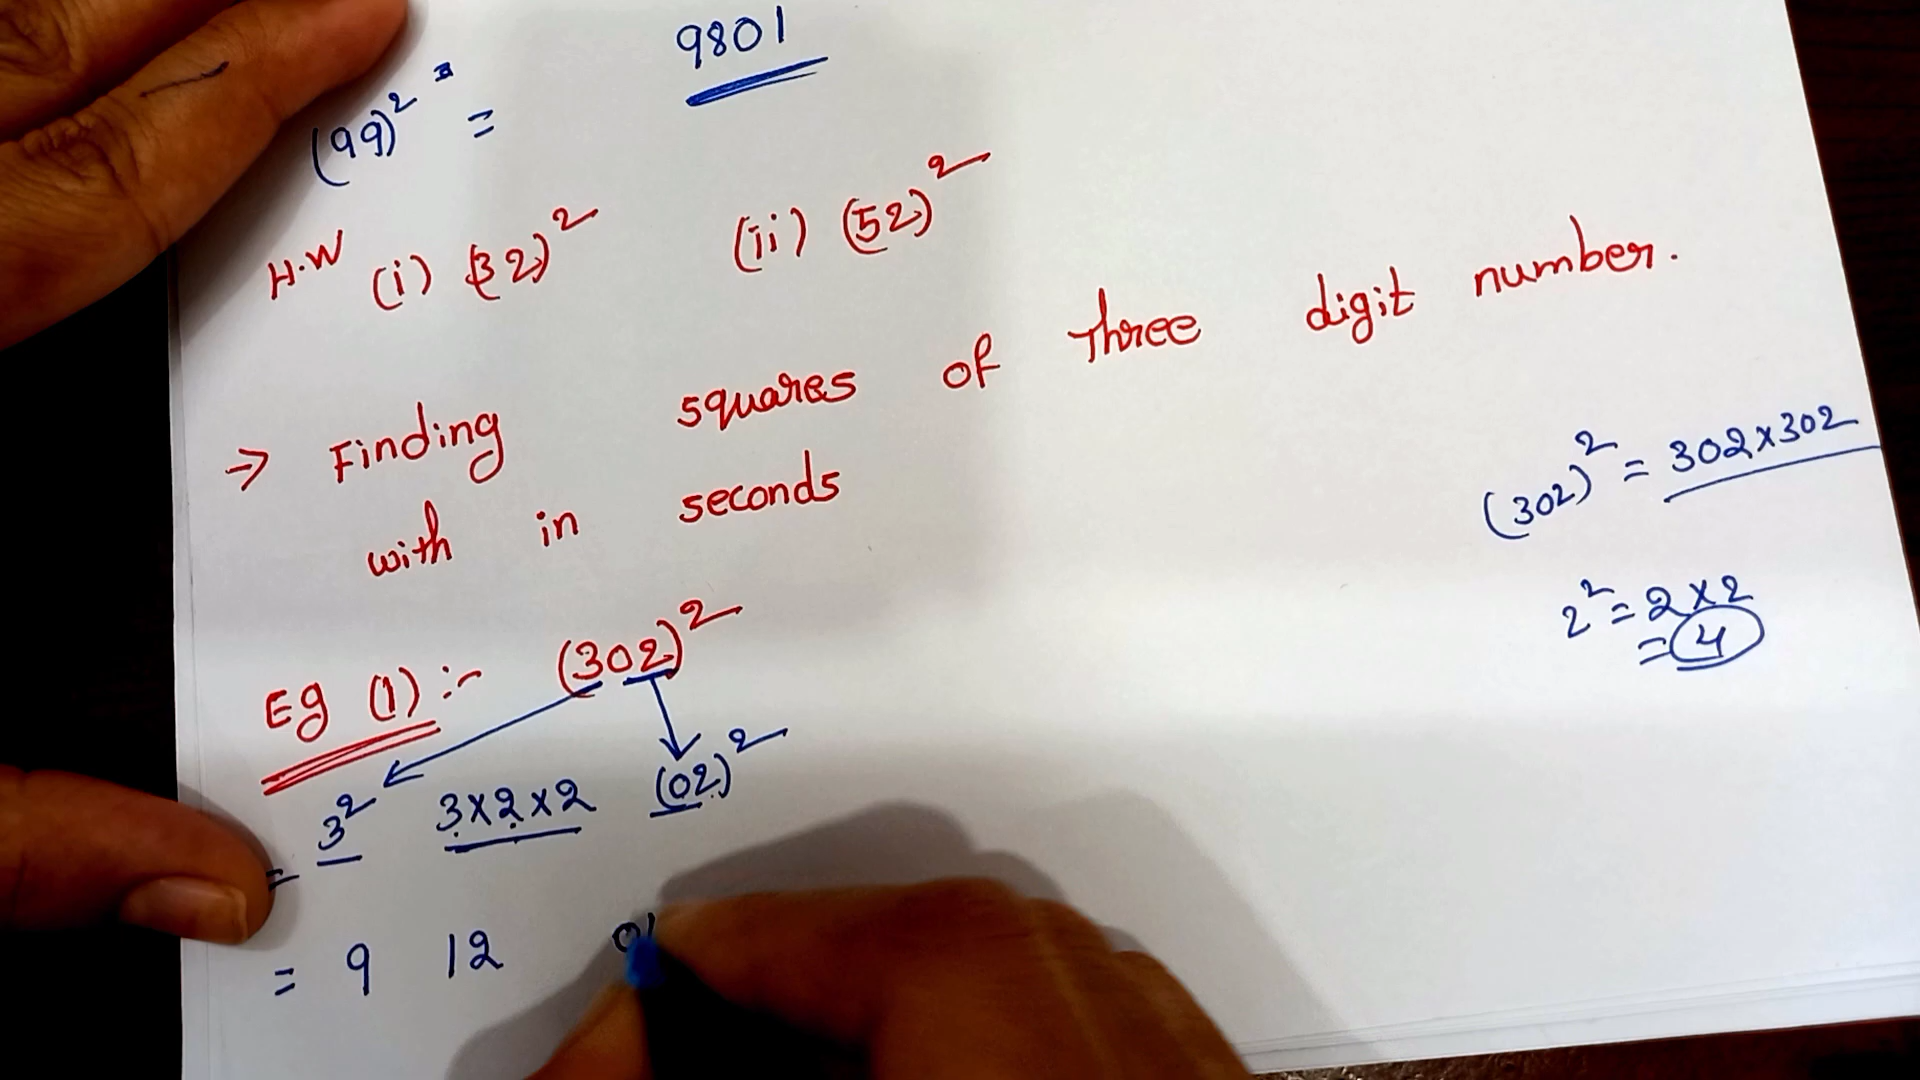 9801
(99)² =
H.W (i) (32)² (ii) (52)²
→ Finding squares of three digit number.
with in seconds
(302)² = 302×302
2² = 2×2
= 4
Eg (1) :- (302)²
= 3² 3×2×2 (02)²
= 9 12 0